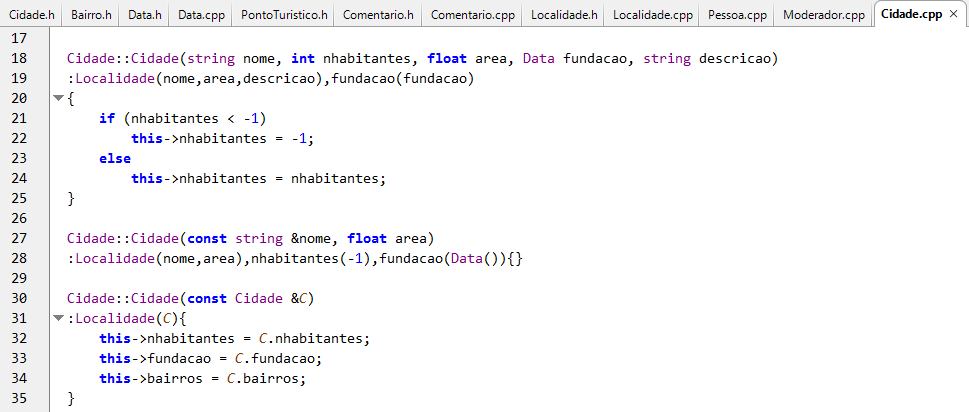 Cidade.h Bairro.h Data.h Data.cpp PontoTuristico.h Comentario.h Comentario.cpp Localidade.h Localidade.cpp Pessoa.cpp Moderador.cpp Cidade.cpp ×
17
18 Cidade::Cidade(string nome, int nhabitantes, float area, Data fundacao, string descricao)
19 :Localidade(nome,area,descricao),fundacao(fundacao)
20 {
21 if (nhabitantes < -1)
22 this->nhabitantes = -1;
23 else
24 this->nhabitantes = nhabitantes;
25 }
26
27 Cidade::Cidade(const string &nome, float area)
28 :Localidade(nome,area),nhabitantes(-1),fundacao(Data()){}
29
30 Cidade::Cidade(const Cidade &C)
31 :Localidade(C){
32 this->nhabitantes = C.nhabitantes;
33 this->fundacao = C.fundacao;
34 this->bairros = C.bairros;
35 }